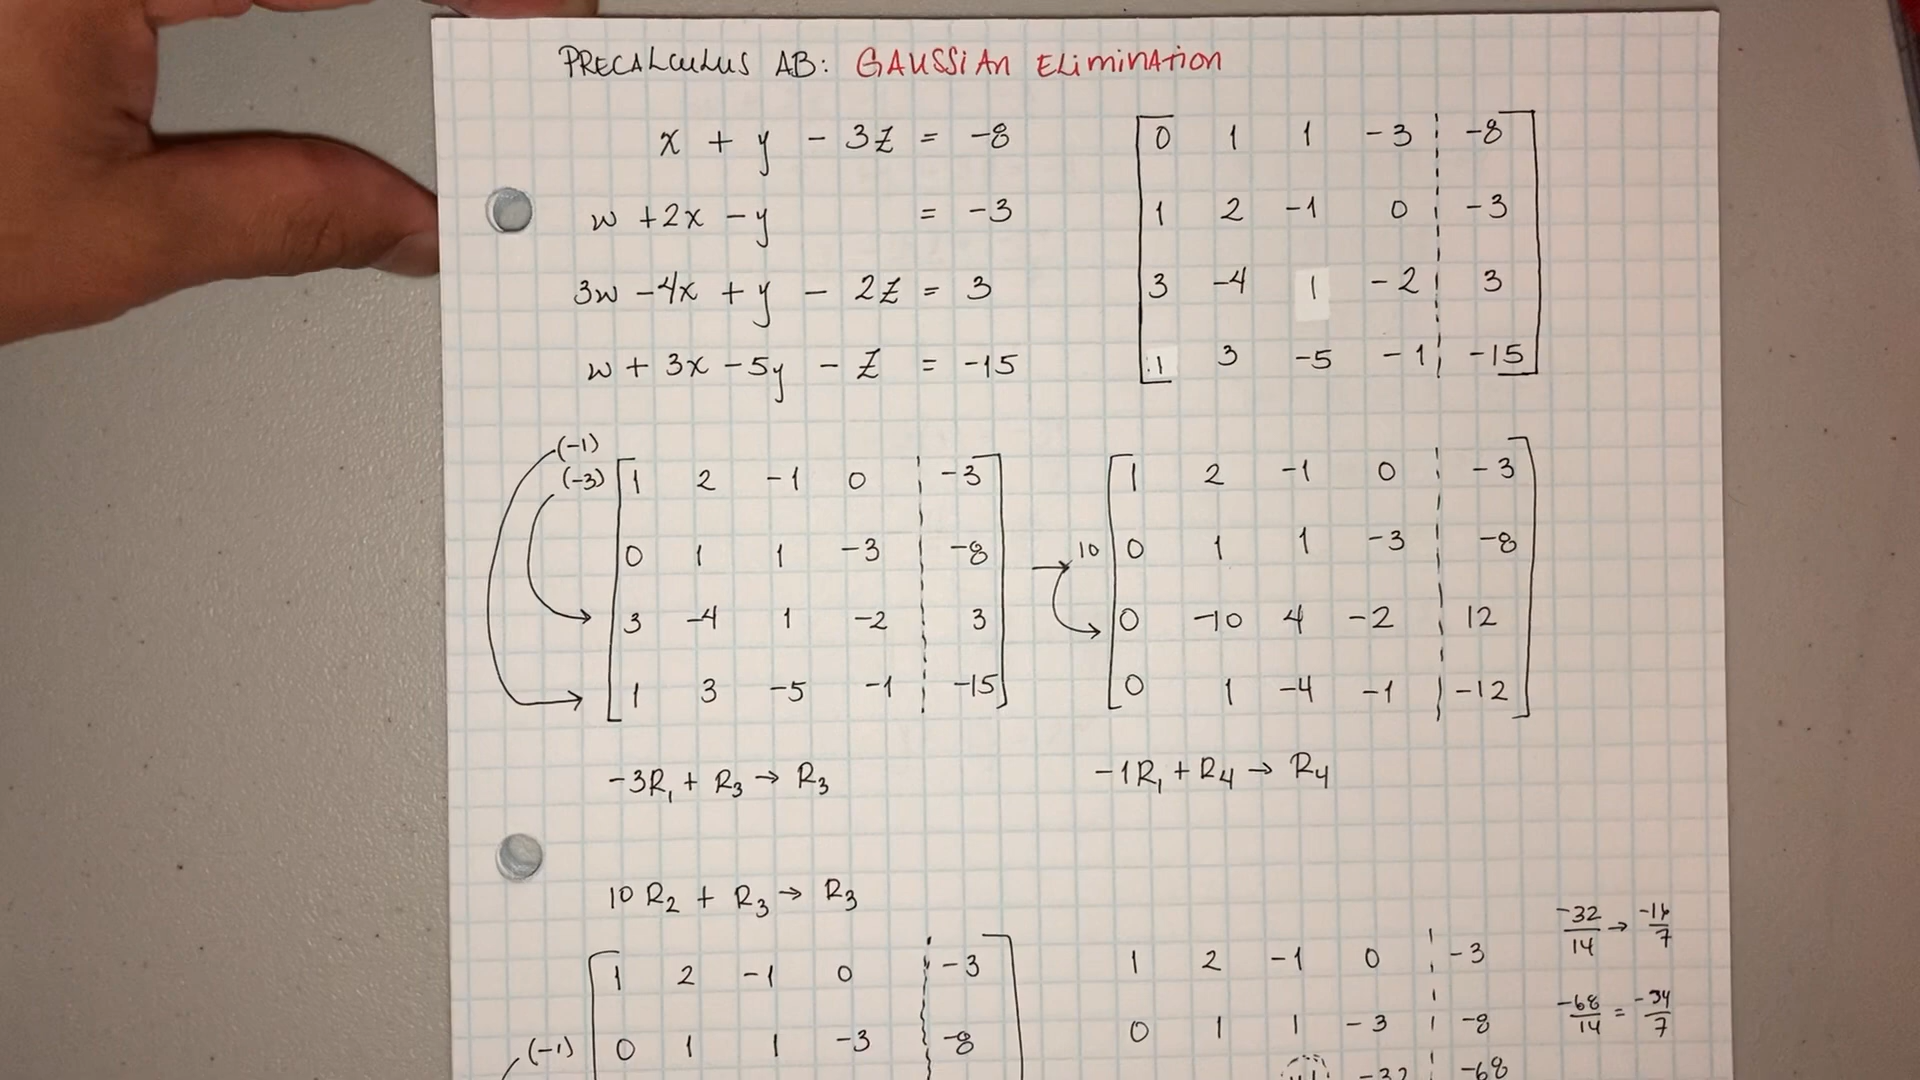 PRECALCULUS AB: GAUSSIAN ELIMINATION
x + y - 3z = -8
w + 2x - y = -3
3w - 4x + y - 2z = 3
w + 3x - 5y - z = -15
0 1 1 -3 -8
1 2 -1 0 -3
3 -4 1 -2 3
1 3 -5 -1 -15
(-1)
(-3) 1 2 -1 0 -3
0 1 1 -3 -8
3 -4 1 -2 3
1 3 -5 -1 -15
→
1 2 -1 0 -3
10 0 1 1 -3 -8
0 -10 4 -2 12
0 1 -4 -1 -12
-3R₁ + R₃ → R₃
-1R₁ + R₄ → R₄
10 R₂ + R₃ → R₃
1 2 -1 0 -3
(-1) 0 1 1 -3 -8
1 2 -1 0 -3
0 1 1 -3 -8
-32 -68
-32/14 → -16/7
-68/14 = -34/7